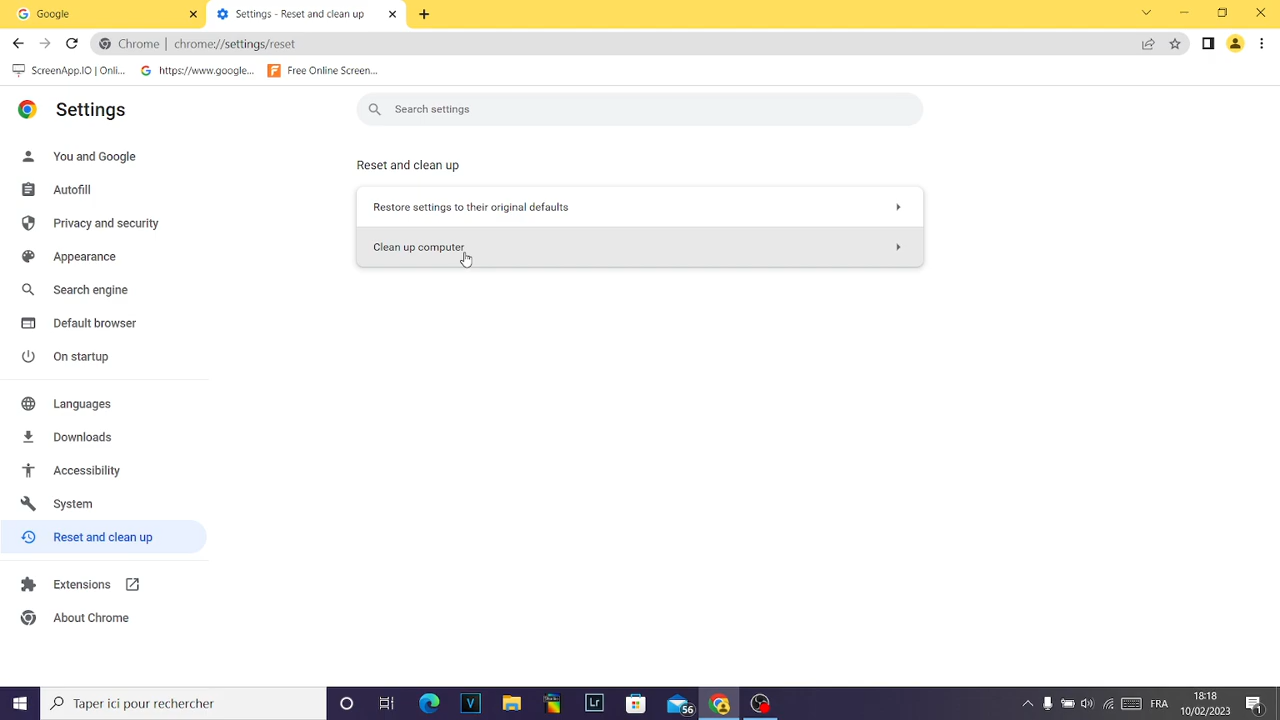 Google
Settings - Reset and clean up
Chrome | chrome://settings/reset
ScreenApp.IO | Onli...
https://www.google...
Free Online Screen...
Settings
Search settings
You and Google
Autofill
Privacy and security
Appearance
Search engine
Default browser
On startup
Languages
Downloads
Accessibility
System
Reset and clean up
Extensions
About Chrome
Reset and clean up
Restore settings to their original defaults
Clean up computer
Taper ici pour rechercher
V
Lr
56
FRA
18:18
10/02/2023
1